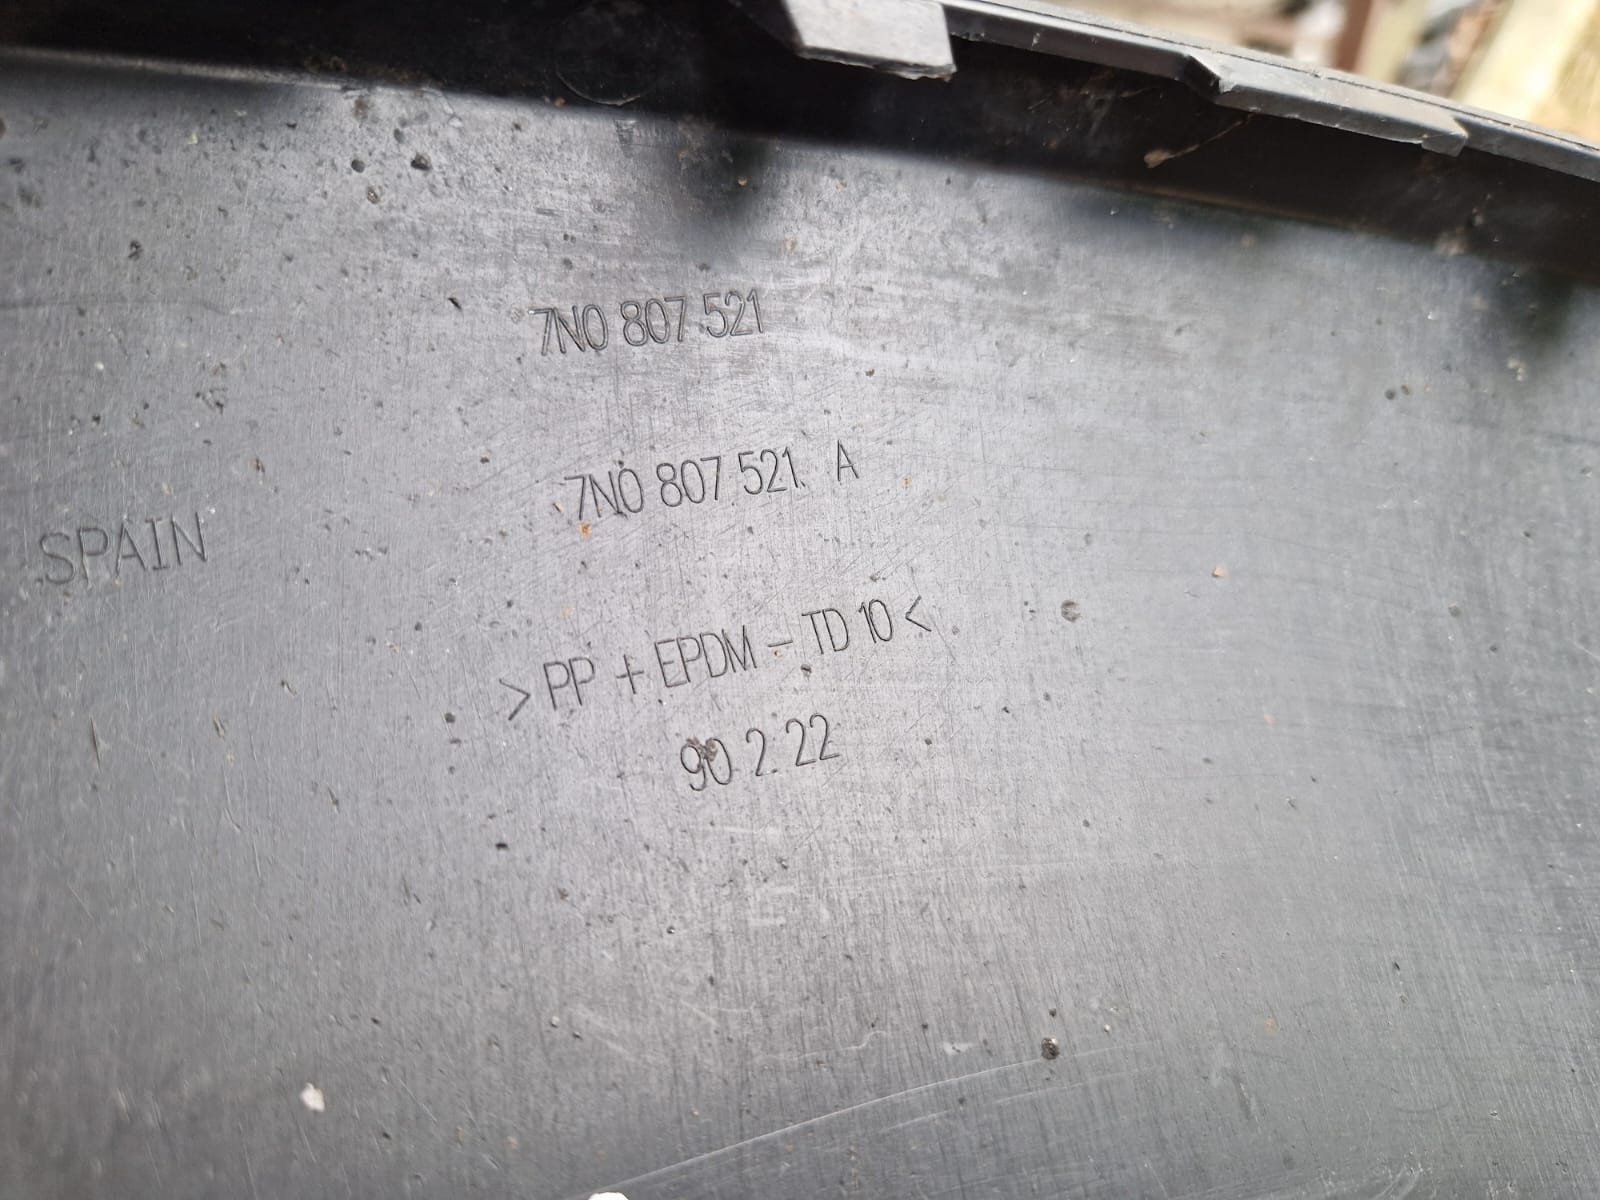 7N0 807 521
7N0 807 521. A
SPAIN
>PP + EPDM - TD 10<
90 2.22